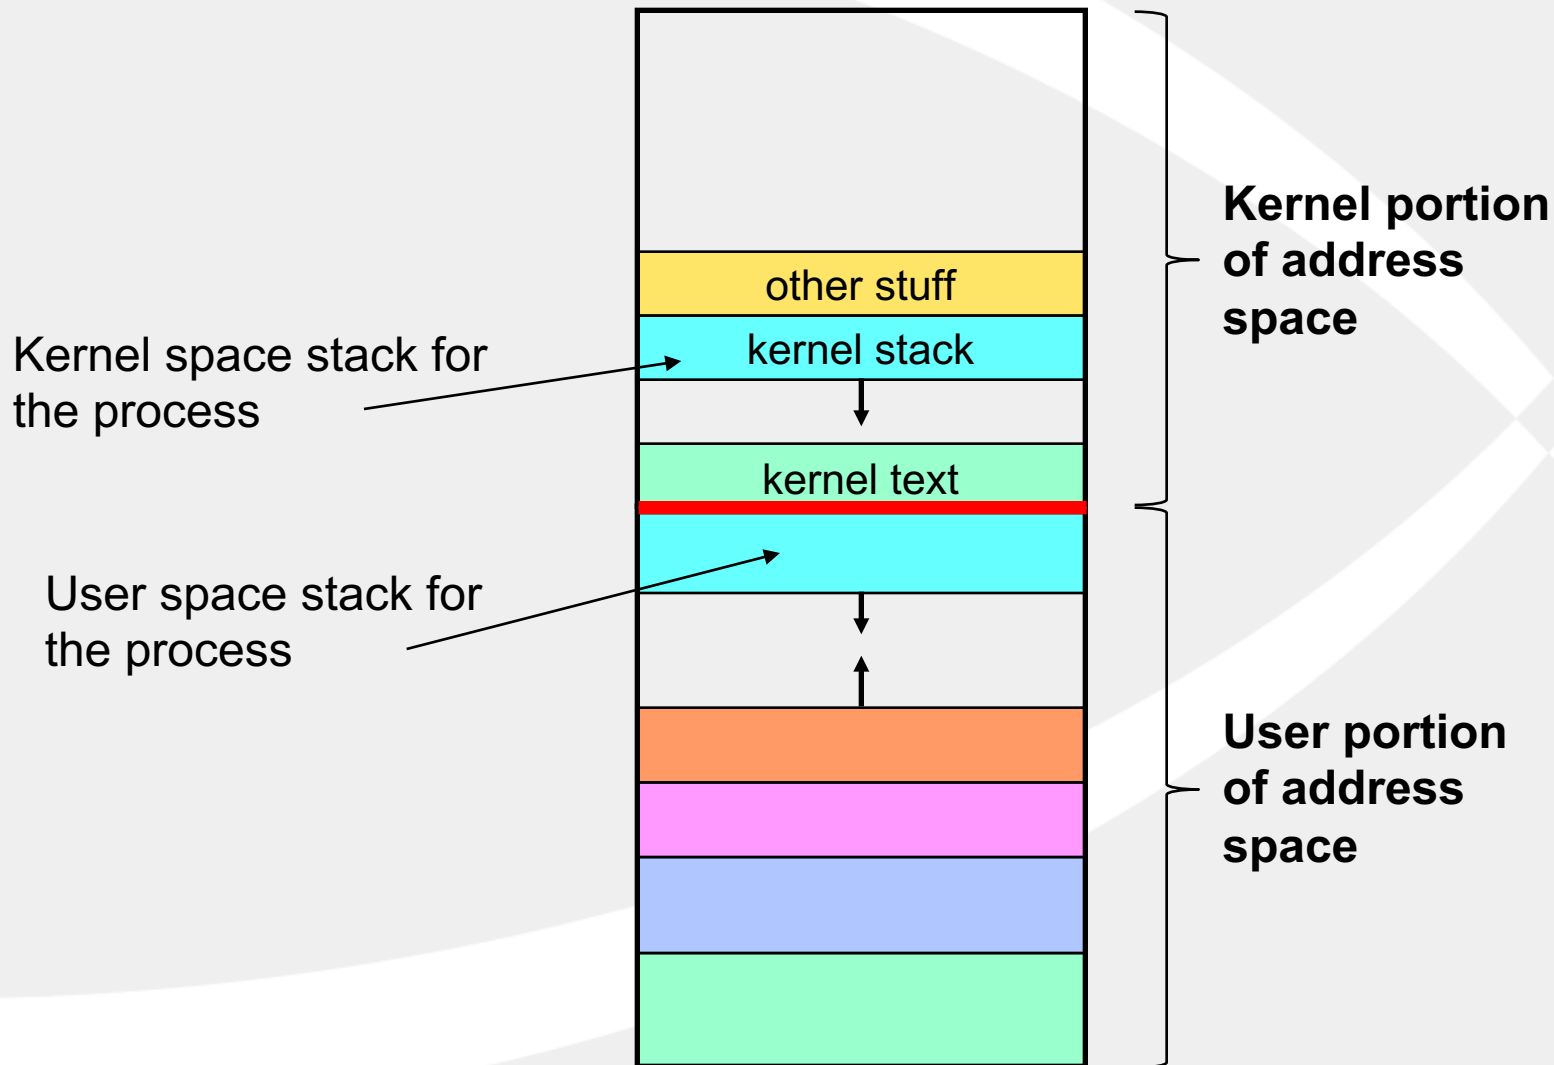 Kernel portion
of address
space
other stuff
kernel stack
Kernel space stack for
the process
kernel text
User space stack for
the process
User portion
of address
space